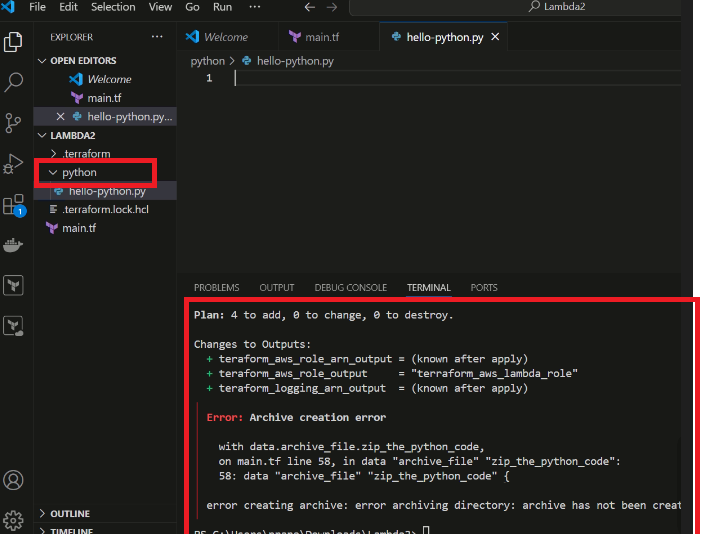 File Edit Selection View Go Run ··· ← → Lambda2
EXPLORER ···
OPEN EDITORS
Welcome
main.tf
hello-python.py...
LAMBDA2
.terraform
python
hello-python.py
.terraform.lock.hcl
main.tf
1
OUTLINE
TIMELINE
Welcome main.tf hello-python.py
python > hello-python.py
1
PROBLEMS OUTPUT DEBUG CONSOLE TERMINAL PORTS
Plan: 4 to add, 0 to change, 0 to destroy.
Changes to Outputs:
+ teraform_aws_role_arn_output = (known after apply)
+ teraform_aws_role_output = "terraform_aws_lambda_role"
+ teraform_logging_arn_output = (known after apply)
Error: Archive creation error
with data.archive_file.zip_the_python_code,
on main.tf line 58, in data "archive_file" "zip_the_python_code":
58: data "archive_file" "zip_the_python_code" {
error creating archive: error archiving directory: archive has not been creat